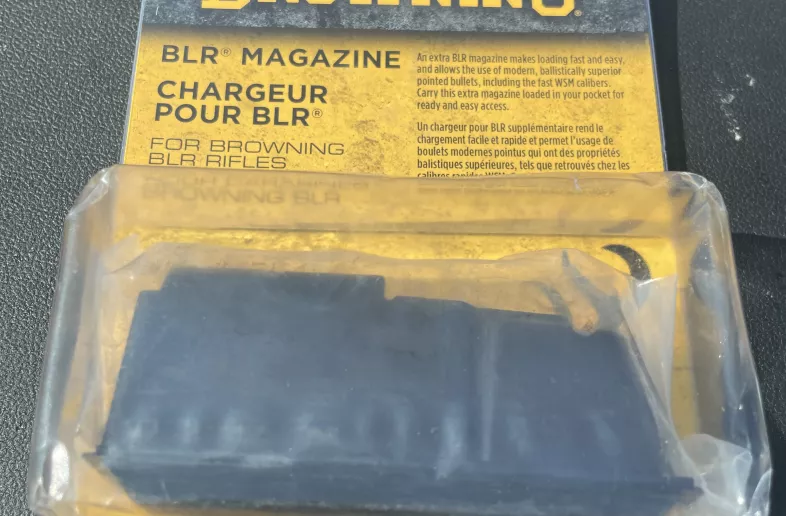 BROWNING®
BLR® MAGAZINE
CHARGEUR
POUR BLR®
FOR BROWNING
BLR RIFLES
BROWNING BLR
An extra BLR magazine makes loading fast and easy,
and allows the use of modern, ballistically superior
pointed bullets, including the fast WSM calibers.
Carry this extra magazine loaded in your pocket for
ready and easy access.
Un chargeur pour BLR supplémentaire rend le
chargement facile et rapide et permet l'usage de
boulets modernes pointus qui ont des propriétés
balistiques supérieures, tels que retrouvés chez les
calibres rapides WSM